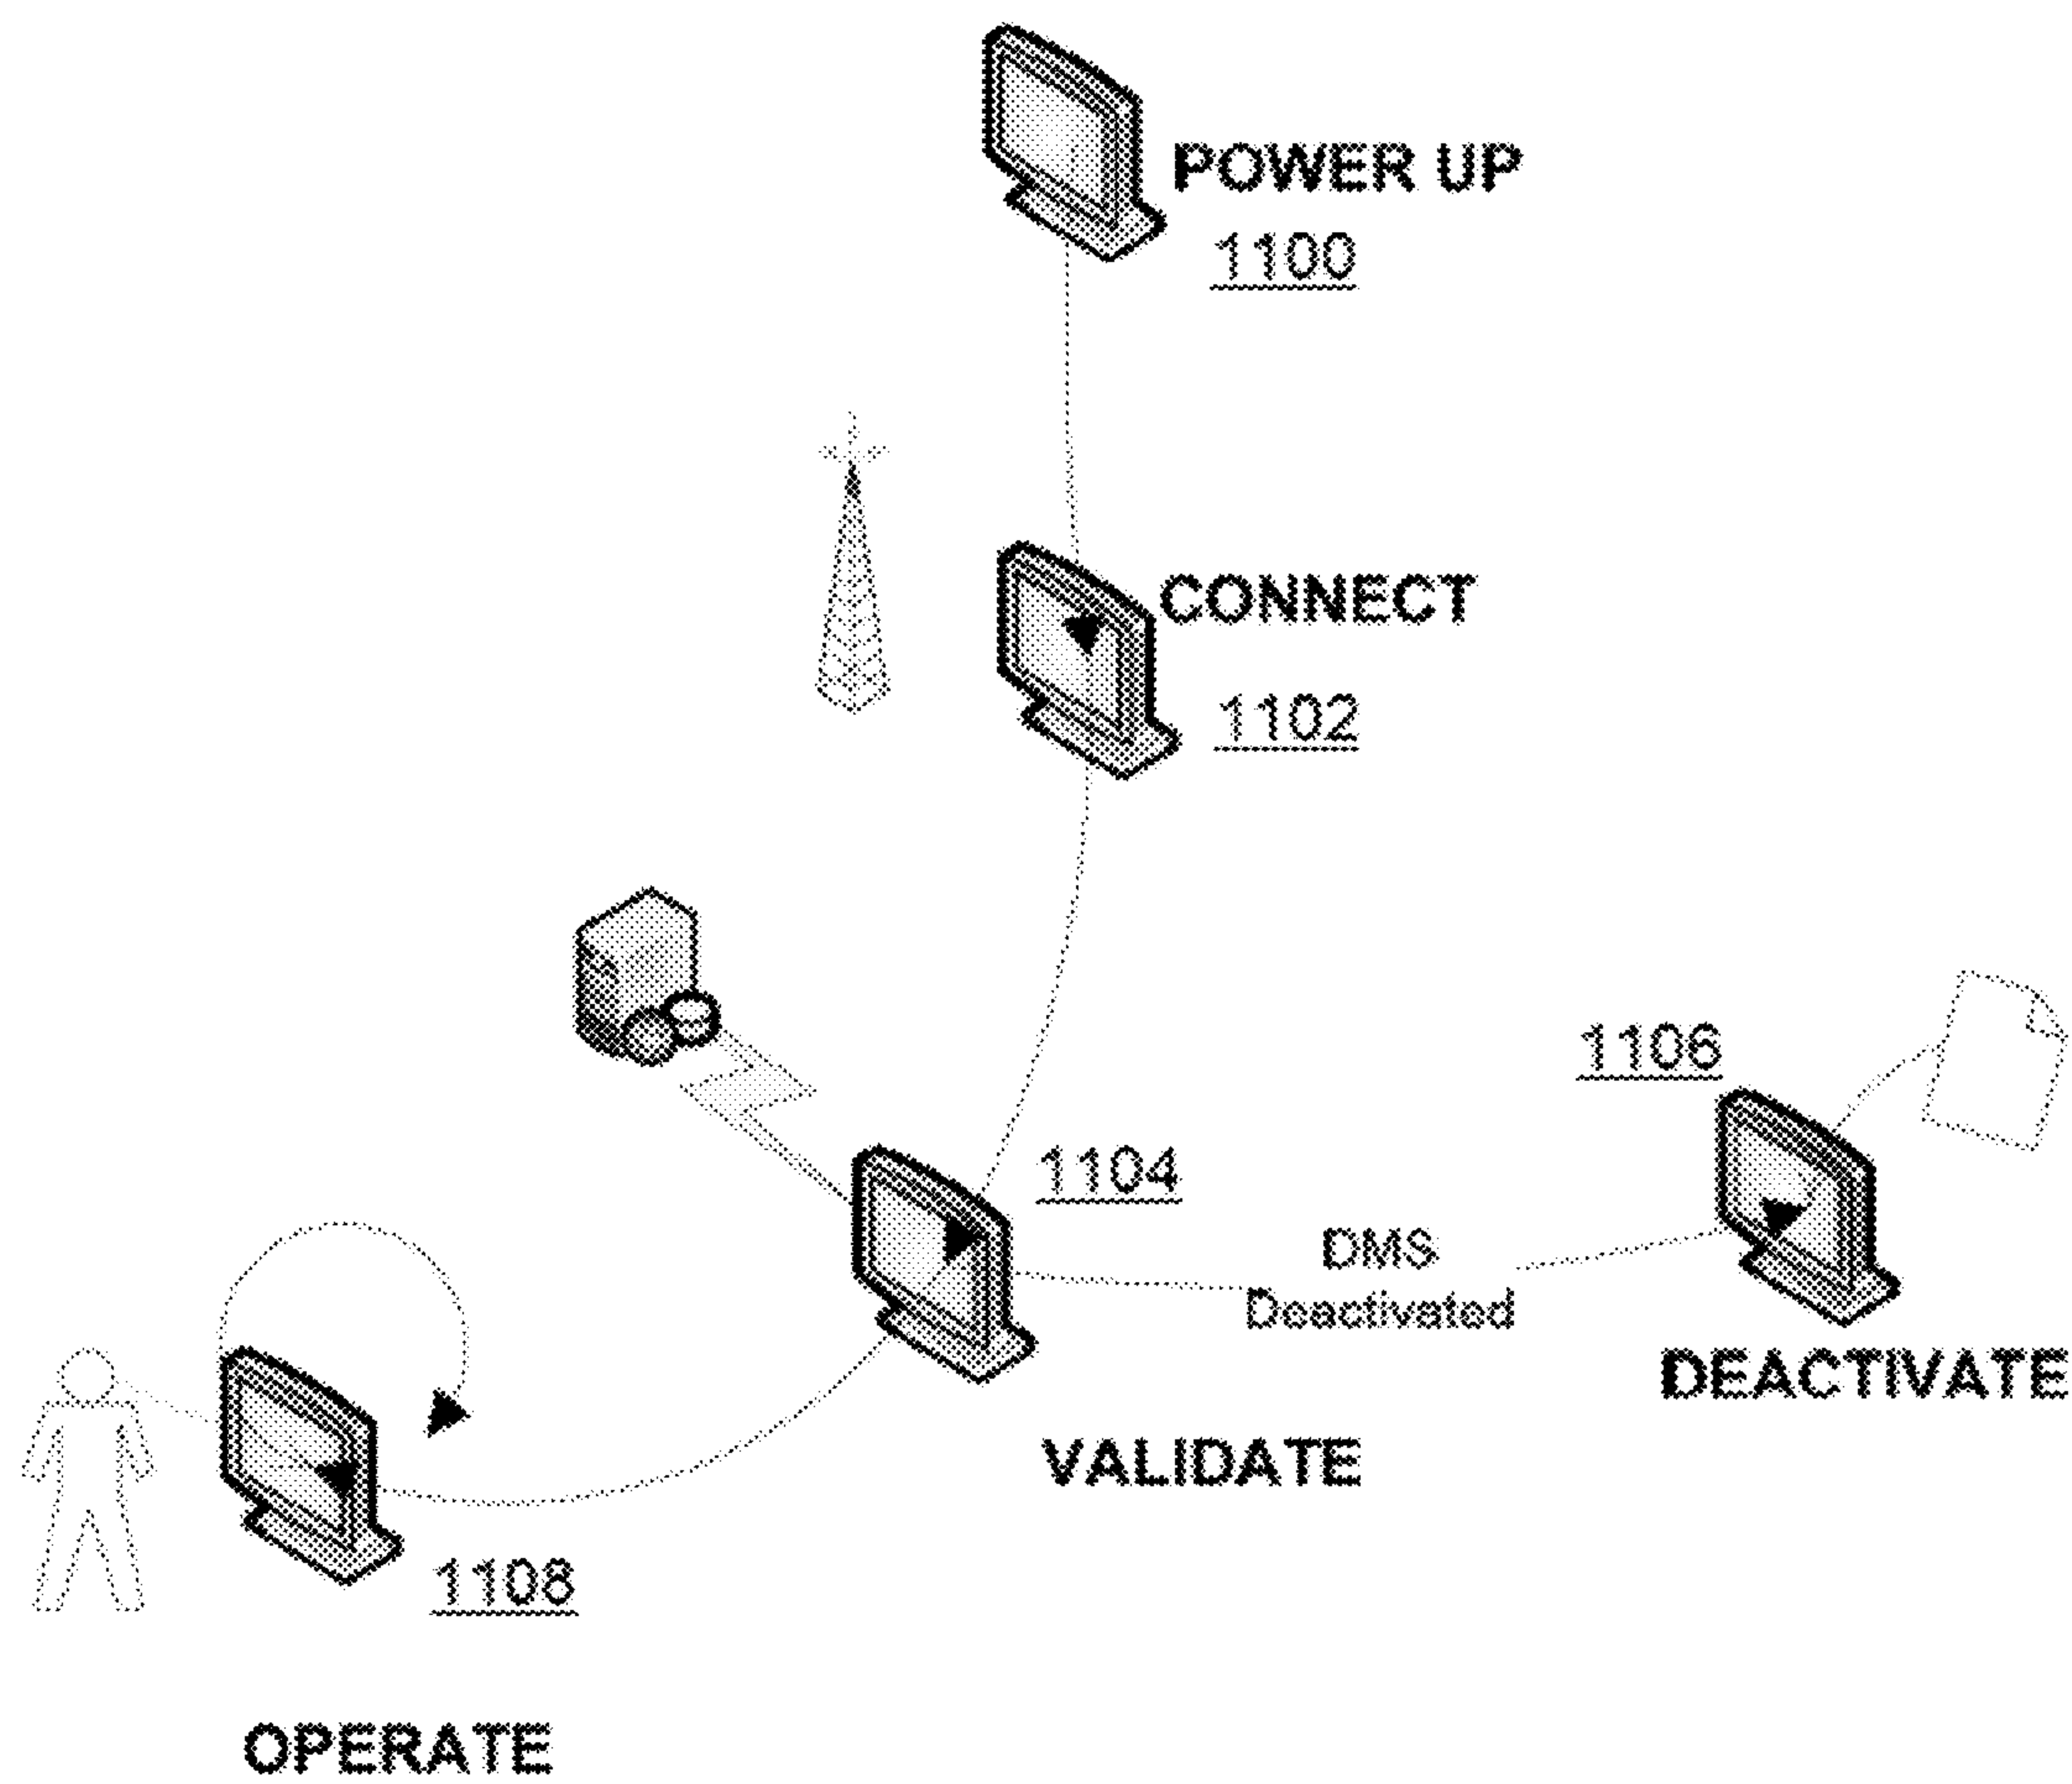 POWER UP
1100
CONNECT
1102
1106
1104
DMS
Deactivated
DEACTIVATE
VALIDATE
1108
OPERATE